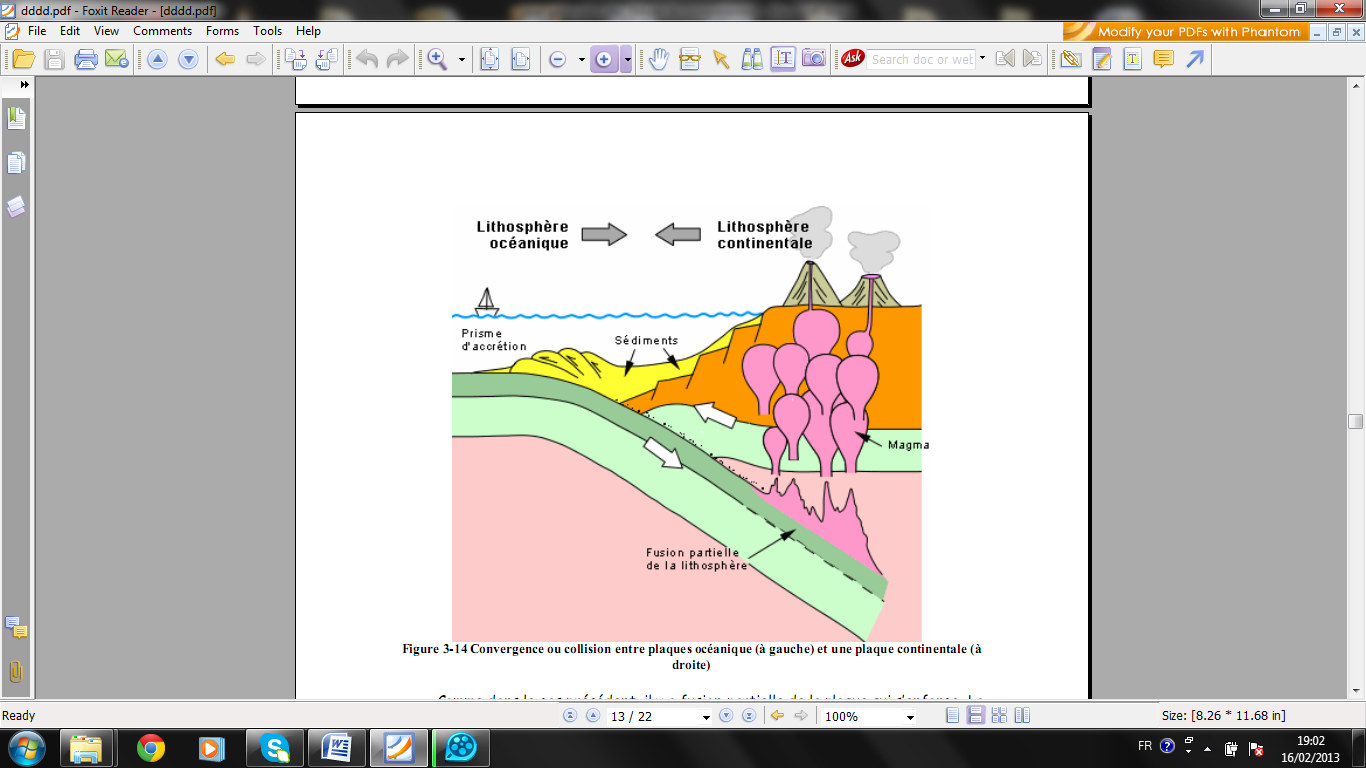 dddd.pdf - Foxit Reader - [dddd.pdf]
File Edit View Comments Forms Tools Help
Modify your PDFs with Phantom
Ask Search doc or wet
Lithosphère océanique
Lithosphère continentale
Prisme d'accrétion
Sédiments
Magma
Fusion partielle
de la lithosphère
Figure 3-14 Convergence ou collision entre plaques océanique (à gauche) et une plaque continentale (à
droite)
Ready
13 / 22
100%
Size: [8.26 * 11.68 in]
FR
19:02
16/02/2013